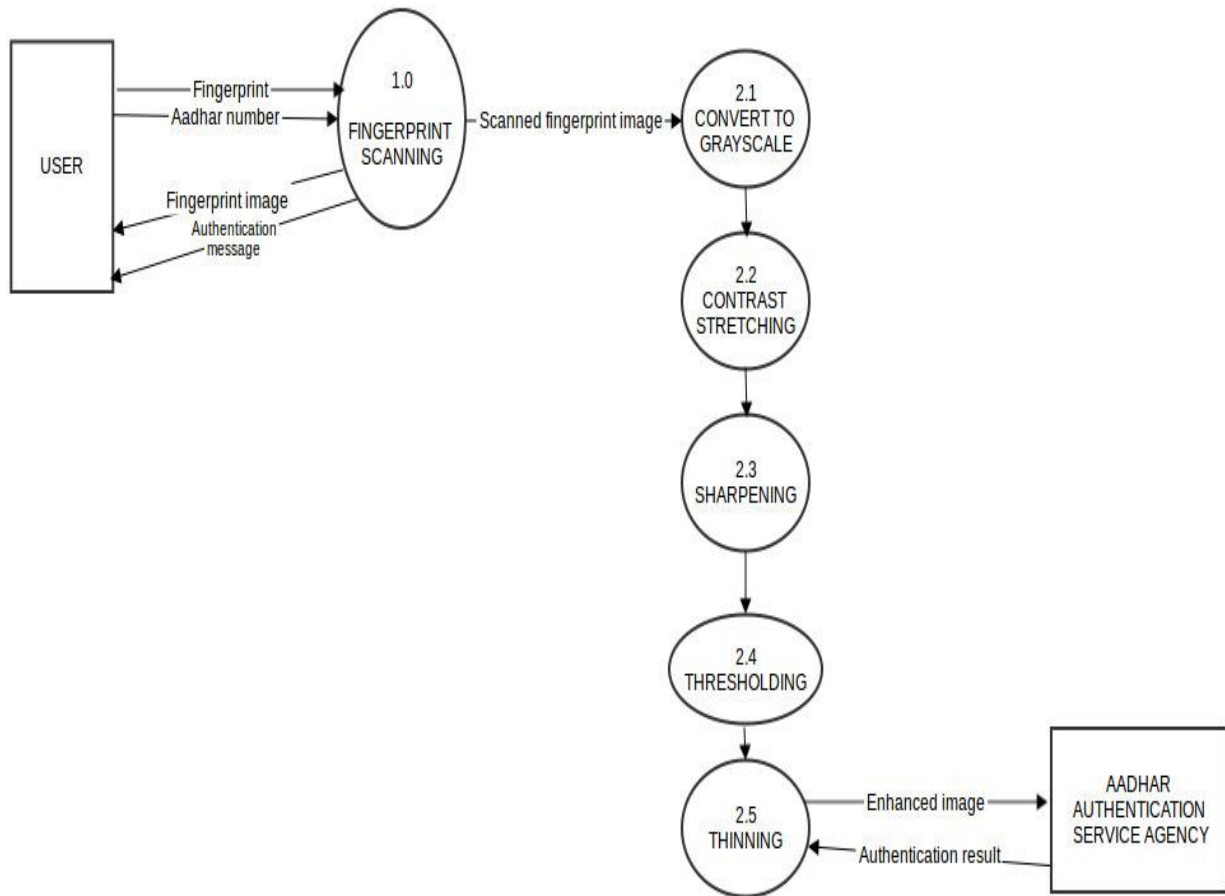 USER
Fingerprint
Aadhar number
Fingerprint image
Authentication
message
1.0
FINGERPRINT
SCANNING
Scanned fingerprint image
2.1
CONVERT TO
GRAYSCALE
2.2
CONTRAST
STRETCHING
2.3
SHARPENING
2.4
THRESHOLDING
2.5
THINNING
Enhanced image
Authentication result
AADHAR
AUTHENTICATION
SERVICE AGENCY